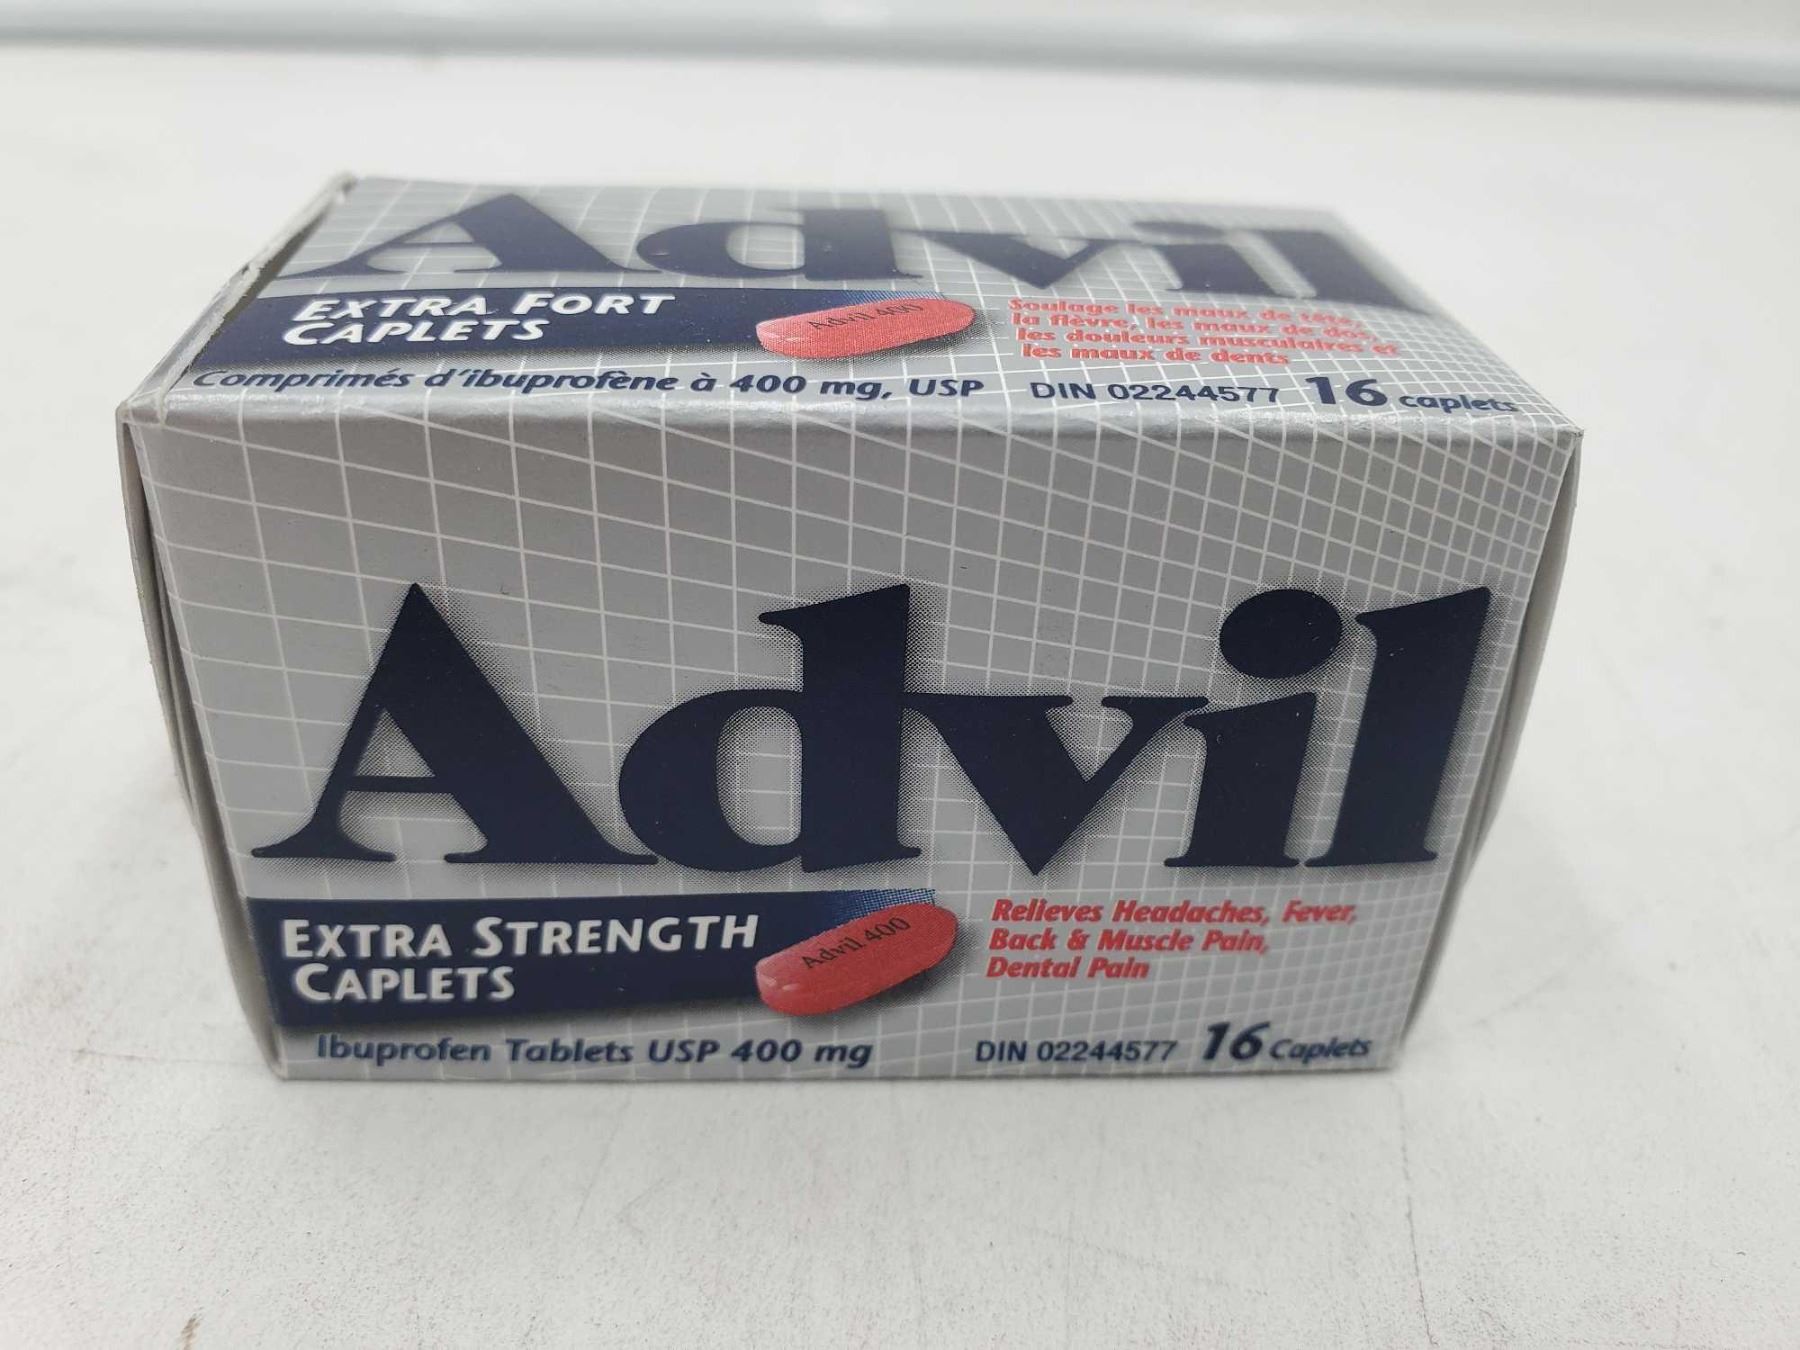 Advil
EXTRA FORT
CAPLETS
Advil 400
Soulage les maux de tête,
la fièvre, les maux de dos,
les douleurs musculaires et
les maux de dents
Comprimés d'ibuprofène à 400 mg, USP DIN 02244577 16 caplets
Advil
EXTRA STRENGTH
CAPLETS
Advil 400
Relieves Headaches, Fever,
Back & Muscle Pain,
Dental Pain
Ibuprofen Tablets USP 400 mg DIN 02244577 16 Caplets